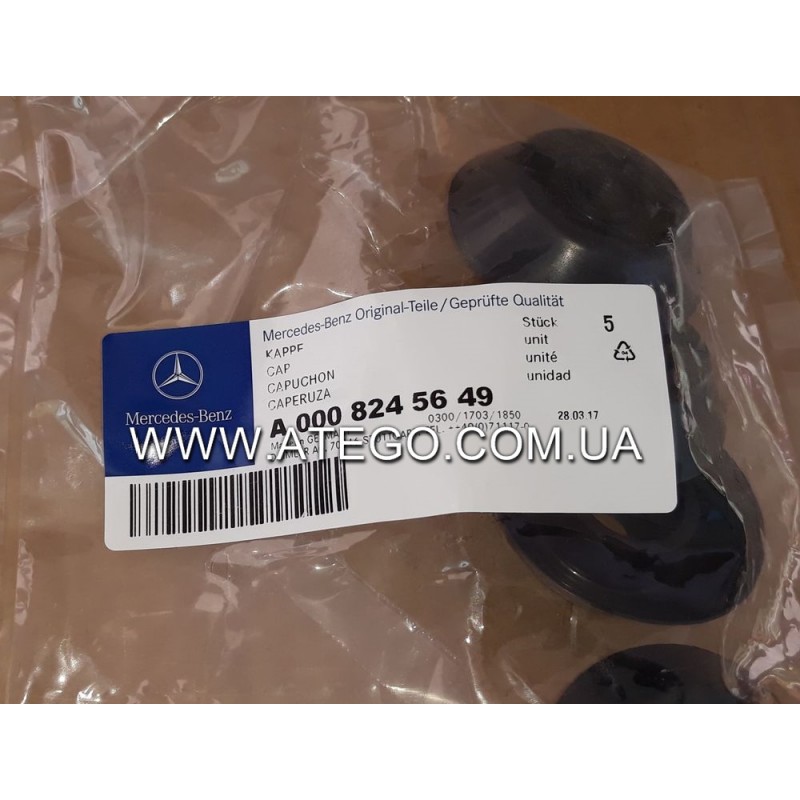 Mercedes-Benz Original-Teile/Geprüfte Qualität
KAPPE
CAP
CAPUCHON
CAPERUZA
Stück 5
unit
unité
unidad
Mercedes-Benz
A 000 824 56 49
0300/1703/1850 28.03.17
WWW.ATEGO.COM.UA